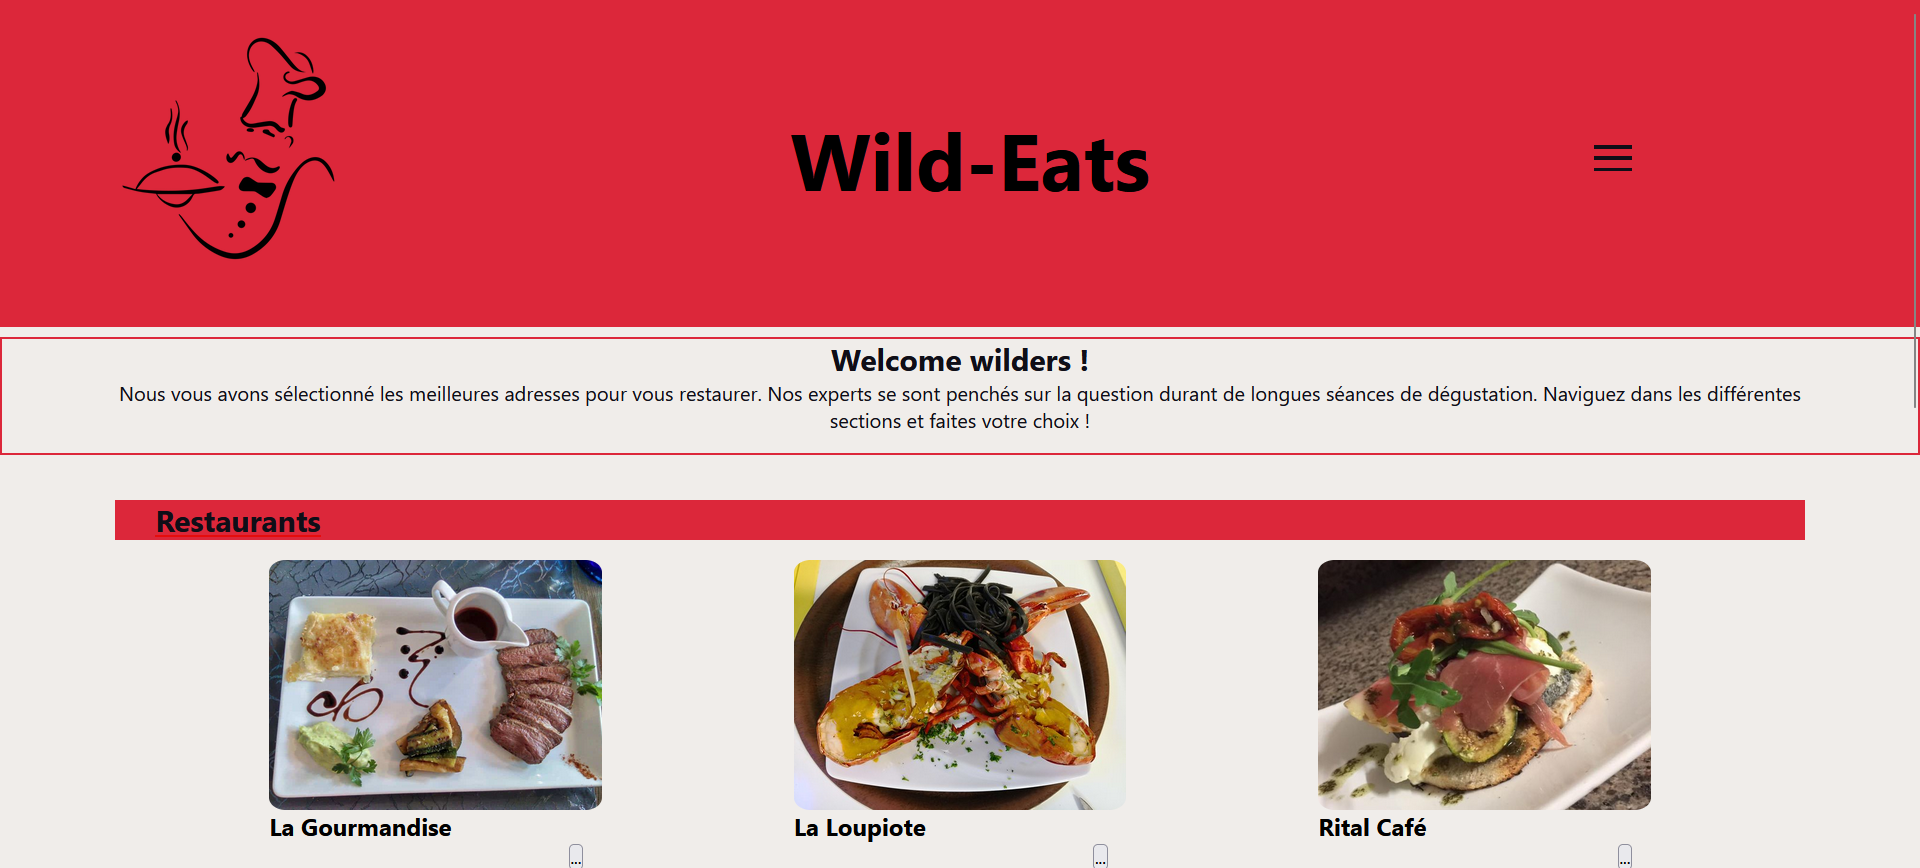 Wild-Eats
Welcome wilders !
Nous vous avons sélectionné les meilleures adresses pour vous restaurer. Nos experts se sont penchés sur la question durant de longues séances de dégustation. Naviguez dans les différentes
sections et faites votre choix !
Restaurants
La Gourmandise
La Loupiote
Rital Café
...
...
...